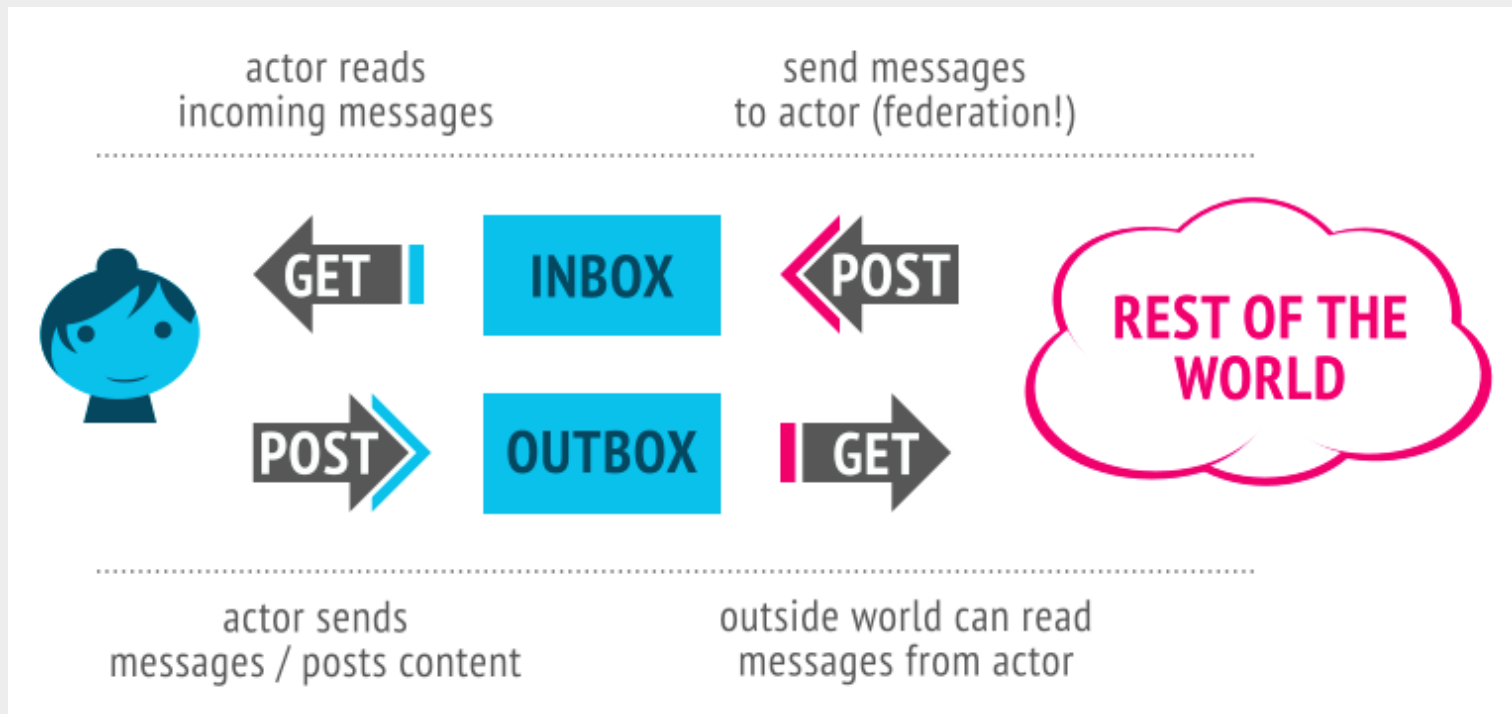 actor reads
incoming messages
send messages
to actor (federation!)
GET
INBOX
POST
REST OF THE
WORLD
POST
OUTBOX
GET
actor sends
messages / posts content
outside world can read
messages from actor